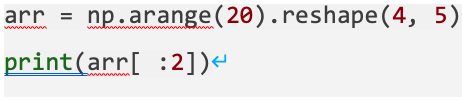 arr = np.arange(20).reshape(4, 5)
print(arr[ :2])↵